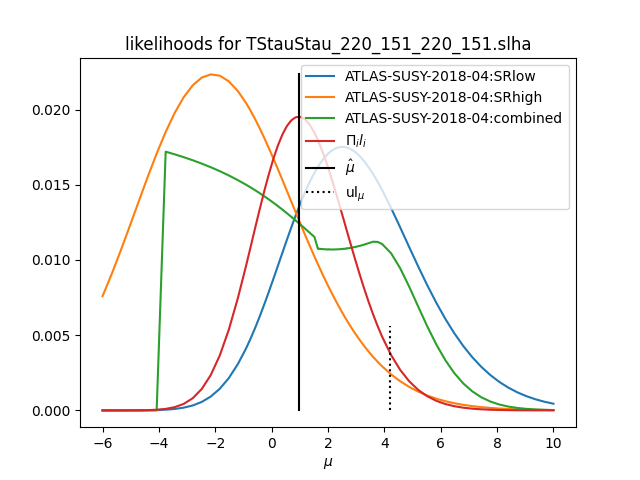 likelihoods for TStauStau_220_151_220_151.slha
ATLAS-SUSY-2018-04:SRlow
ATLAS-SUSY-2018-04:SRhigh
ATLAS-SUSY-2018-04:combined
Π_i l_i
μ̂
ul_μ
0.020
0.015
0.010
0.005
0.000
−6 −4 −2 0 2 4 6 8 10
μ